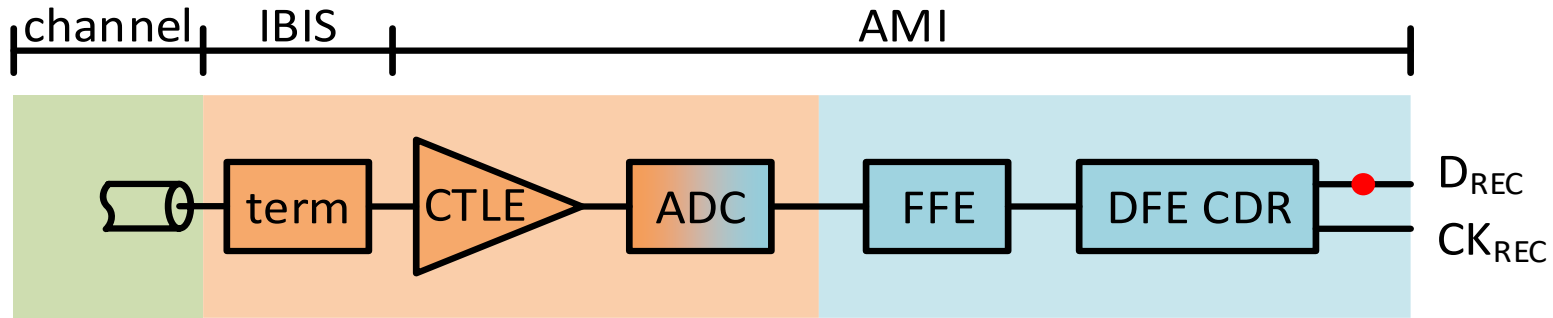 channel IBIS AMI
term CTLE ADC FFE DFE CDR
D_REC
CK_REC